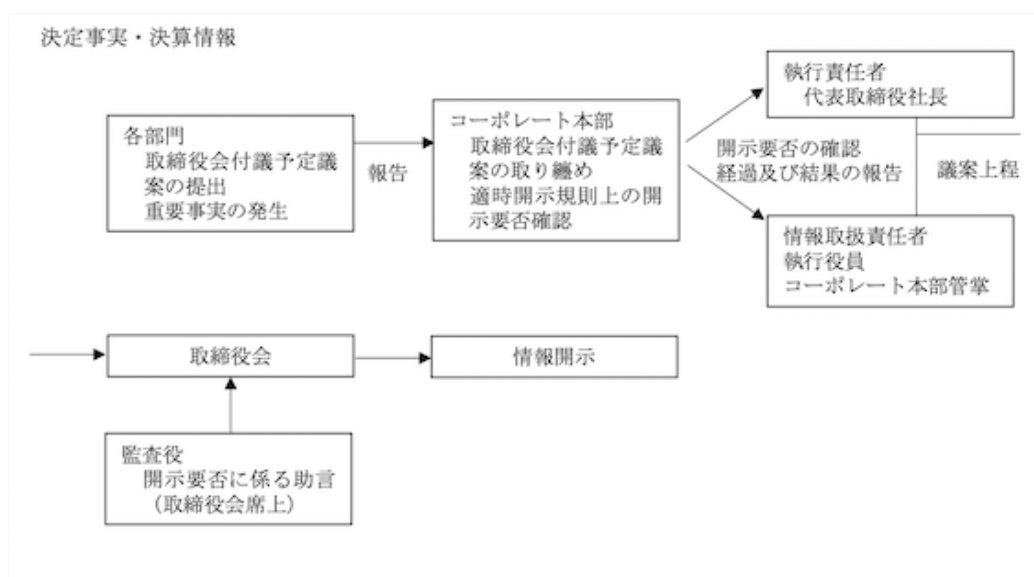 決定事実・決算情報
各部門
取締役会付議予定議
案の提出
重要事実の発生
報告
コーポレート本部
取締役会付議予定議
案の取り纏め
適時開示規則上の開
示要否確認
執行責任者
代表取締役社長
開示要否の確認
経過及び結果の報告
議案上程
情報取扱責任者
執行役員
コーポレート本部管掌
取締役会
情報開示
監査役
開示要否に係る助言
（取締役会席上）